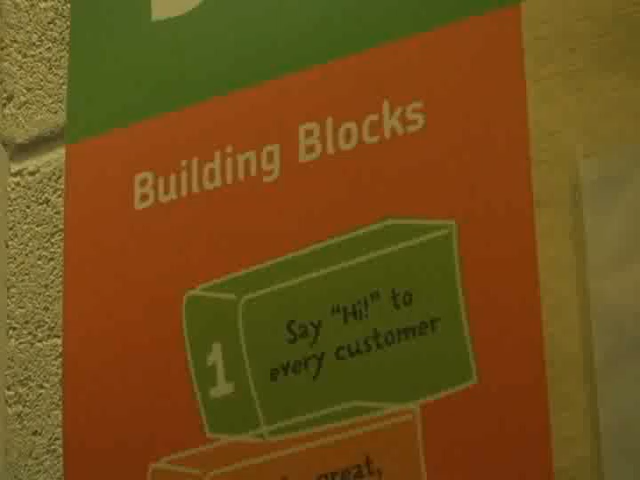 Building Blocks
1
Say "Hi!" to
every customer
great,